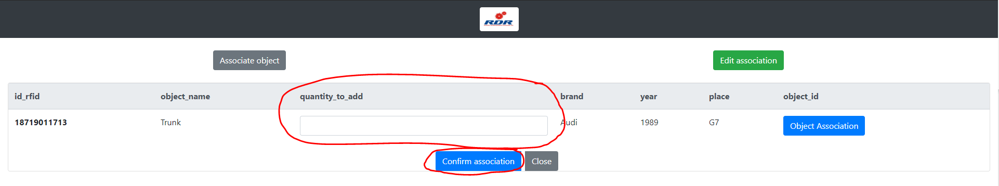 RDR
Associate object Edit association
id_rfid object_name quantity_to_add brand year place object_id
18719011713 Trunk Audi 1989 G7 Object Association
Confirm association Close